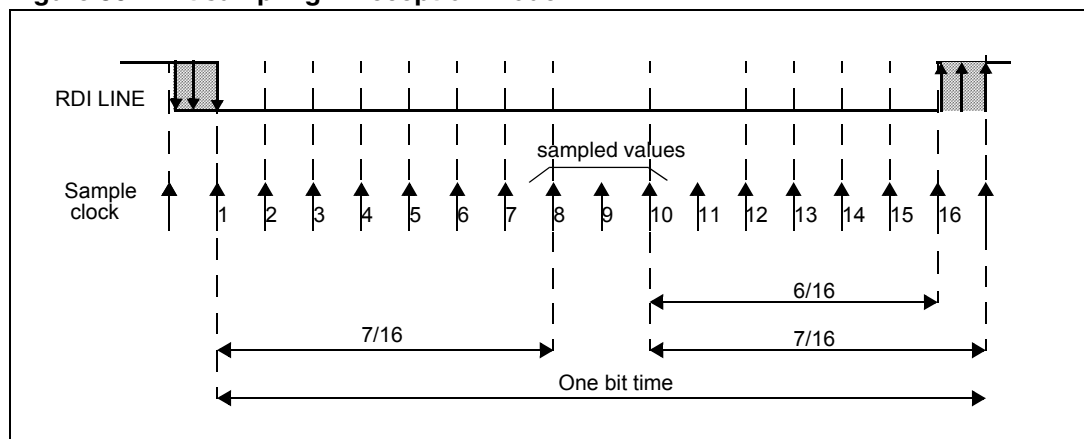 RDI LINE
sampled values
Sample
clock
1 2 3 4 5 6 7 8 9 10 11 12 13 14 15 16
6/16
7/16
7/16
One bit time